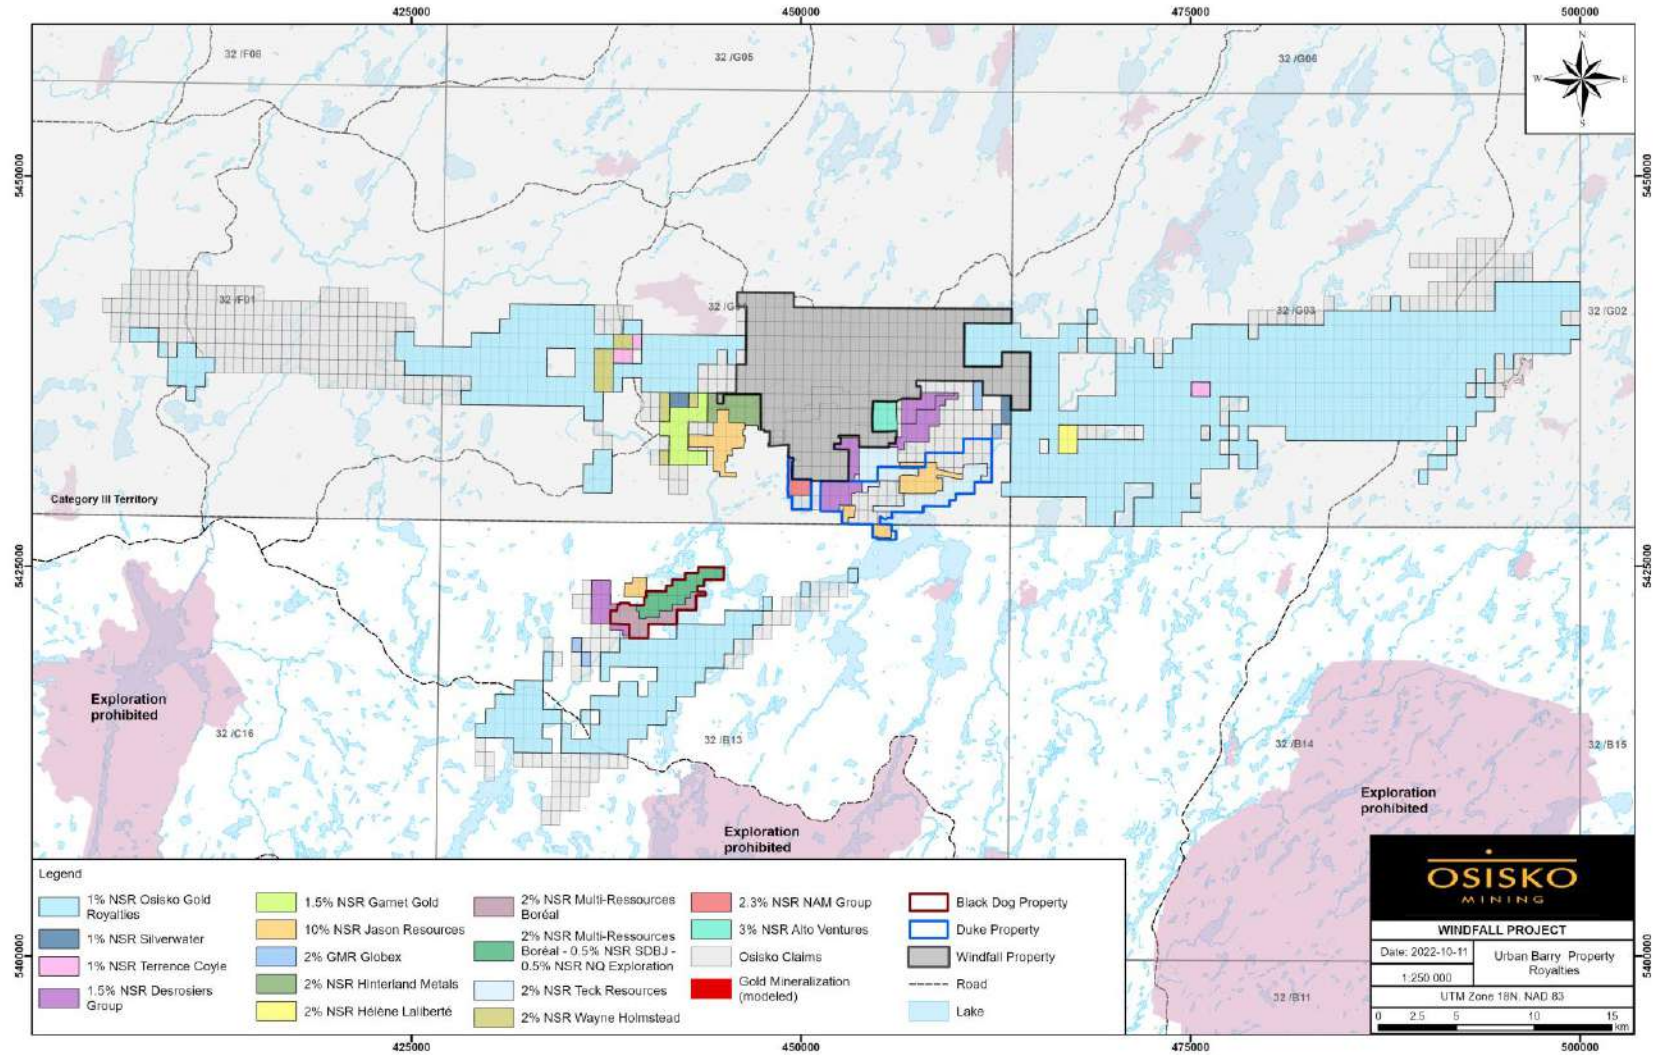 425000
450000
475000
500000
32 /F06
32 /G05
32 /G06
N
W
E
S
5450000
5450000
32 /F01
32 /G03
32 /G02
Category III Territory
5425000
5425000
Exploration
prohibited
32 /C16
32 /B13
32 /B14
32 /B15
Exploration
prohibited
Exploration
prohibited
Legend
1% NSR Osisko Gold
Royalties
1% NSR Silverwater
1% NSR Terrence Coyle
1.5% NSR Desrosiers
Group
1.5% NSR Gamet Gold
10% NSR Jason Resources
2% GMR Globex
2% NSR Hinterland Metals
2% NSR Hélène Laliberté
2% NSR Multi-Ressources
Boréal
2% NSR Multi-Ressources
Boréal - 0.5% NSR SDBJ -
0.5% NSR NQ Exploration
2% NSR Teck Resources
2% NSR Wayne Holmstead
2.3% NSR NAM Group
3% NSR Alto Ventures
Osisko Claims
Gold Mineralization
(modeled)
Black Dog Property
Duke Property
Windfall Property
Road
Lake
32 /B11
OSISKO
MINING
WINDFALL PROJECT
Date: 2022-10-11
1:250 000
Urban Barry Property
Royalties
UTM Zone 18N, NAD 83
0 2.5 5 10 15
km
5400000
5400000
425000
450000
475000
500000